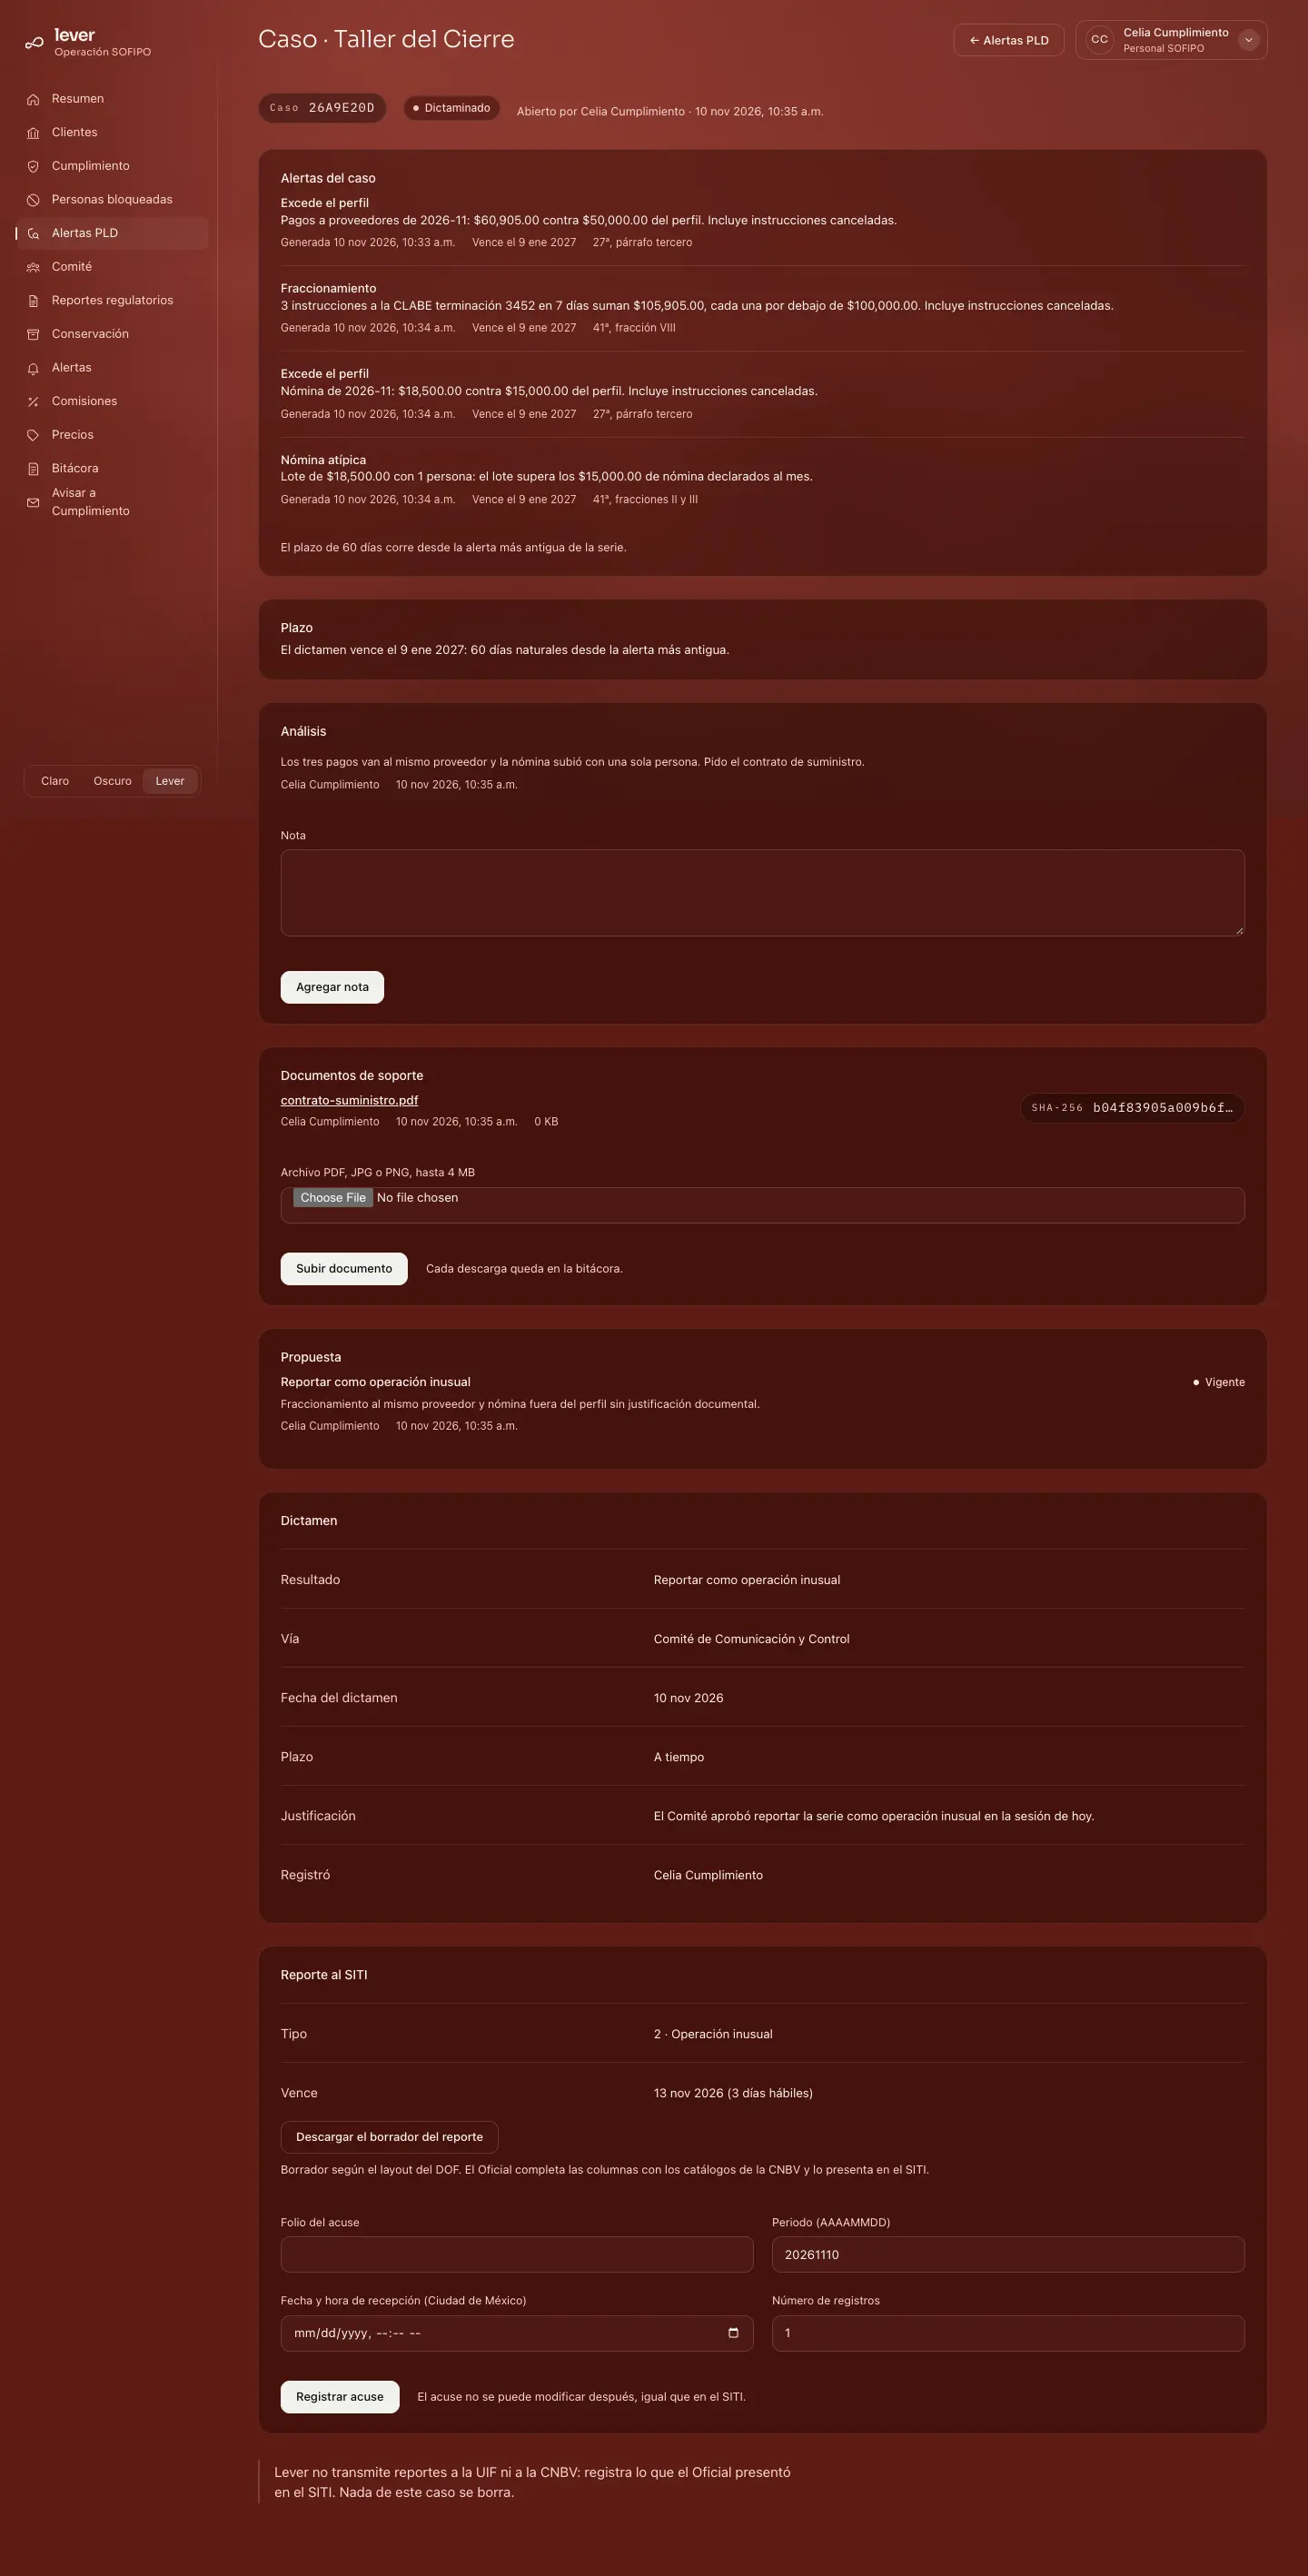 lever
Operación SOFIPO
Resumen
Clientes
Cumplimiento
Personas bloqueadas
Alertas PLD
Comité
Reportes regulatorios
Conservación
Alertas
Comisiones
Precios
Bitácora
Avisar a
Cumplimiento
Claro Oscuro Lever
Caso · Taller del Cierre
← Alertas PLD
CC
Celia Cumplimiento
Personal SOFIPO
Caso 26A9E20D
Dictaminado
Abierto por Celia Cumplimiento · 10 nov 2026, 10:35 a.m.
Alertas del caso
Excede el perfil
Pagos a proveedores de 2026-11: $60,905.00 contra $50,000.00 del perfil. Incluye instrucciones canceladas.
Generada 10 nov 2026, 10:33 a.m. Vence el 9 ene 2027 27ª, párrafo tercero
Fraccionamiento
3 instrucciones a la CLABE terminación 3452 en 7 días suman $105,905.00, cada una por debajo de $100,000.00. Incluye instrucciones canceladas.
Generada 10 nov 2026, 10:34 a.m. Vence el 9 ene 2027 41ª, fracción VIII
Excede el perfil
Nómina de 2026-11: $18,500.00 contra $15,000.00 del perfil. Incluye instrucciones canceladas.
Generada 10 nov 2026, 10:34 a.m. Vence el 9 ene 2027 27ª, párrafo tercero
Nómina atípica
Lote de $18,500.00 con 1 persona: el lote supera los $15,000.00 de nómina declarados al mes.
Generada 10 nov 2026, 10:34 a.m. Vence el 9 ene 2027 41ª, fracciones II y III
El plazo de 60 días corre desde la alerta más antigua de la serie.
Plazo
El dictamen vence el 9 ene 2027: 60 días naturales desde la alerta más antigua.
Análisis
Los tres pagos van al mismo proveedor y la nómina subió con una sola persona. Pido el contrato de suministro.
Celia Cumplimiento 10 nov 2026, 10:35 a.m.
Nota
Agregar nota
Documentos de soporte
contrato-suministro.pdf
Celia Cumplimiento 10 nov 2026, 10:35 a.m. 0 KB
SHA-256 b04f83905a009b6f…
Archivo PDF, JPG o PNG, hasta 4 MB
Choose File No file chosen
Subir documento
Cada descarga queda en la bitácora.
Propuesta
Reportar como operación inusual
Vigente
Fraccionamiento al mismo proveedor y nómina fuera del perfil sin justificación documental.
Celia Cumplimiento 10 nov 2026, 10:35 a.m.
Dictamen
Resultado Reportar como operación inusual
Vía Comité de Comunicación y Control
Fecha del dictamen 10 nov 2026
Plazo A tiempo
Justificación El Comité aprobó reportar la serie como operación inusual en la sesión de hoy.
Registró Celia Cumplimiento
Reporte al SITI
Tipo 2 · Operación inusual
Vence 13 nov 2026 (3 días hábiles)
Descargar el borrador del reporte
Borrador según el layout del DOF. El Oficial completa las columnas con los catálogos de la CNBV y lo presenta en el SITI.
Folio del acuse
Periodo (AAAAMMDD)
20261110
Fecha y hora de recepción (Ciudad de México)
mm/dd/yyyy, --:-- --
Número de registros
1
Registrar acuse
El acuse no se puede modificar después, igual que en el SITI.
Lever no transmite reportes a la UIF ni a la CNBV: registra lo que el Oficial presentó
en el SITI. Nada de este caso se borra.